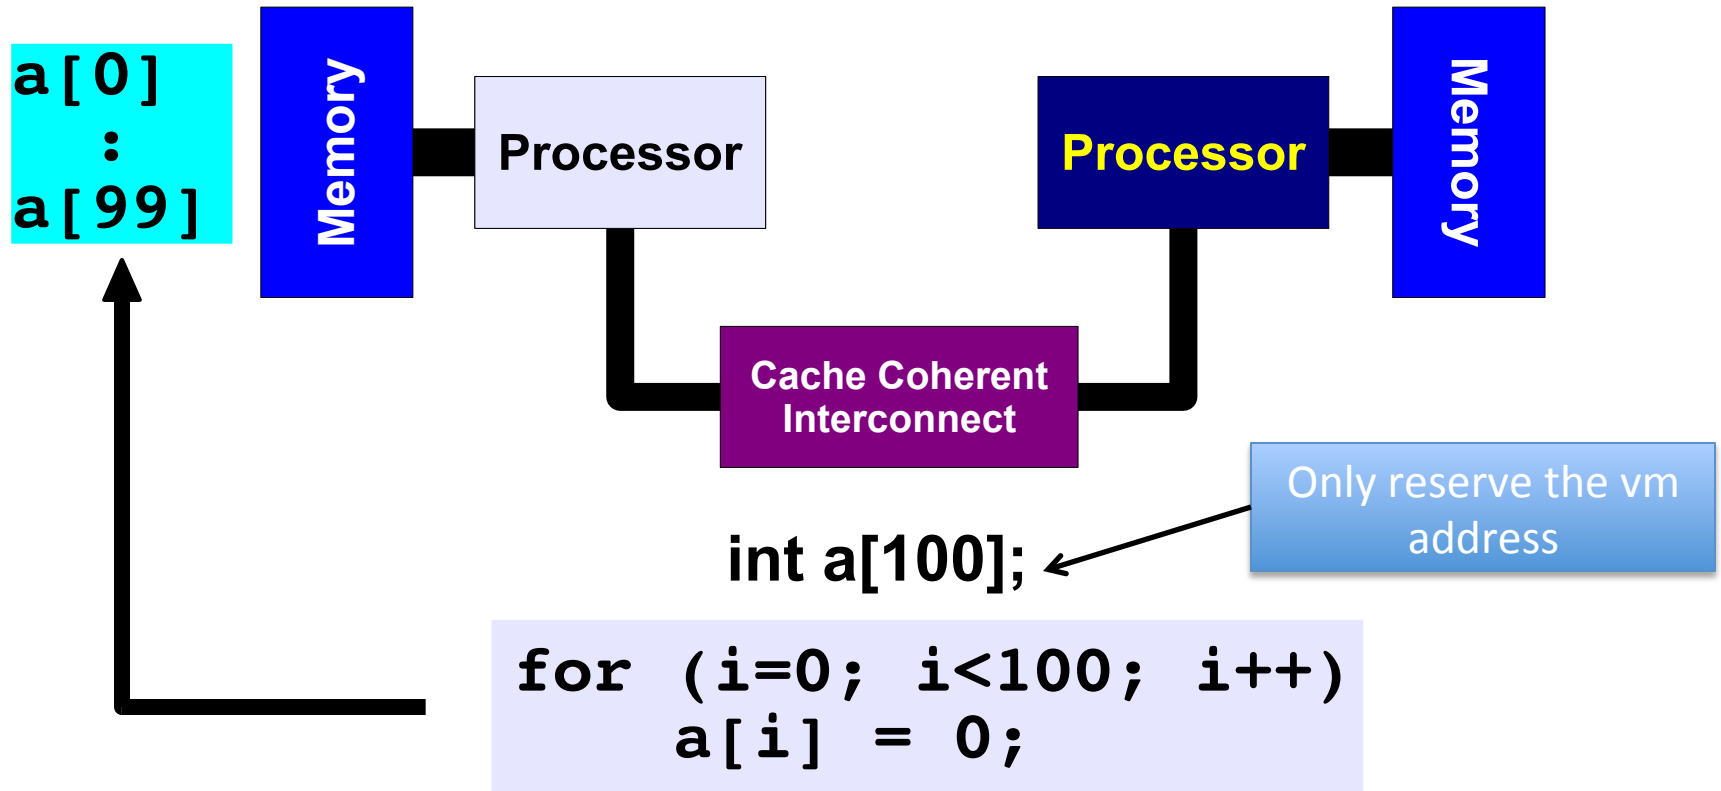 a[0]
:
a[99]
Memory
Processor
Processor
Memory
Cache Coherent
Interconnect
Only reserve the vm
address
int a[100];
for (i=0; i<100; i++)
a[i] = 0;